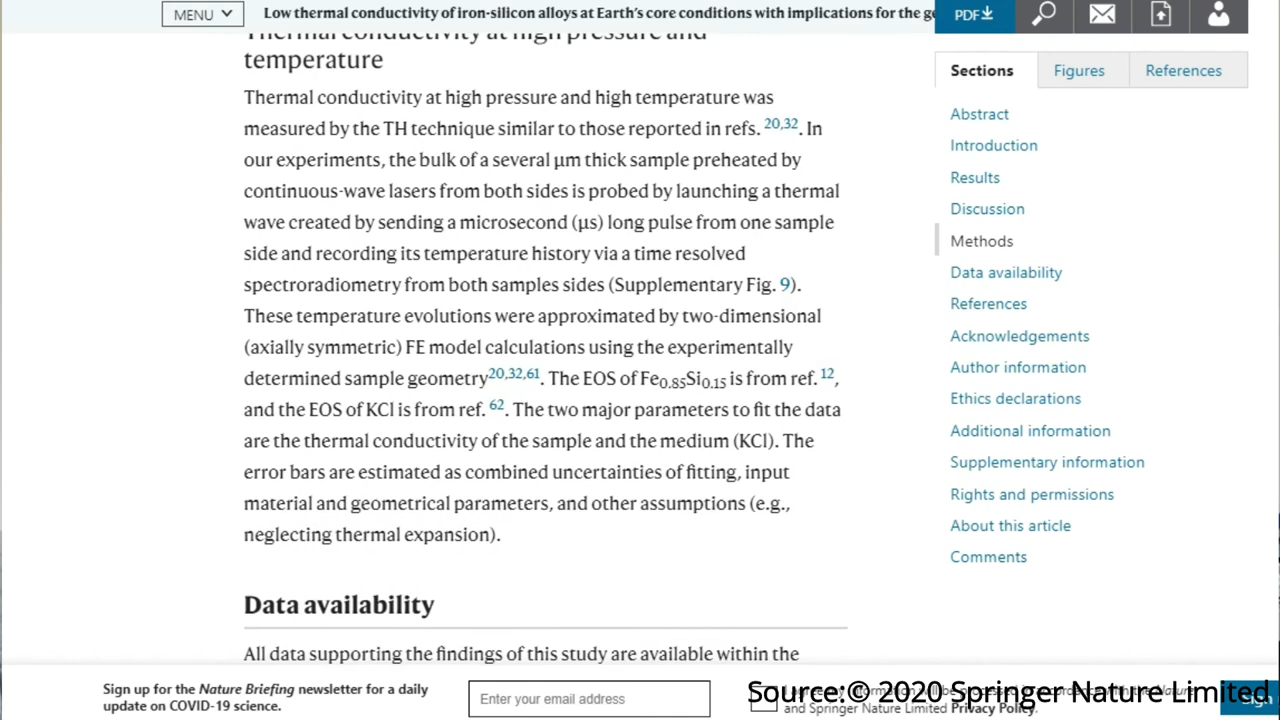 MENU
Low thermal conductivity of iron-silicon alloys at Earth's core conditions with implications for the
PDF
Thermal conductivity at high pressure and
temperature
Thermal conductivity at high pressure and high temperature was
measured by the TH technique similar to those reported in refs. 20,32. In
our experiments, the bulk of a several μm thick sample preheated by
continuous-wave lasers from both sides is probed by launching a thermal
wave created by sending a microsecond (μs) long pulse from one sample
side and recording its temperature history via a time resolved
spectroradiometry from both samples sides (Supplementary Fig. 9).
These temperature evolutions were approximated by two-dimensional
(axially symmetric) FE model calculations using the experimentally
determined sample geometry20,32,61. The EOS of Fe0.85Si0.15 is from ref. 12,
and the EOS of KCl is from ref. 62. The two major parameters to fit the data
are the thermal conductivity of the sample and the medium (KCl). The
error bars are estimated as combined uncertainties of fitting, input
material and geometrical parameters, and other assumptions (e.g.,
neglecting thermal expansion).
Data availability
All data supporting the findings of this study are available within the
Sections Figures References
Abstract
Introduction
Results
Discussion
Methods
Data availability
References
Acknowledgements
Author information
Ethics declarations
Additional information
Supplementary information
Rights and permissions
About this article
Comments
Sign up for the Nature Briefing newsletter for a daily
update on COVID-19 science.
Enter your email address
and Springer Nature Limited Privacy Policy.
Sign
Source:© 2020 Springer Nature Limited